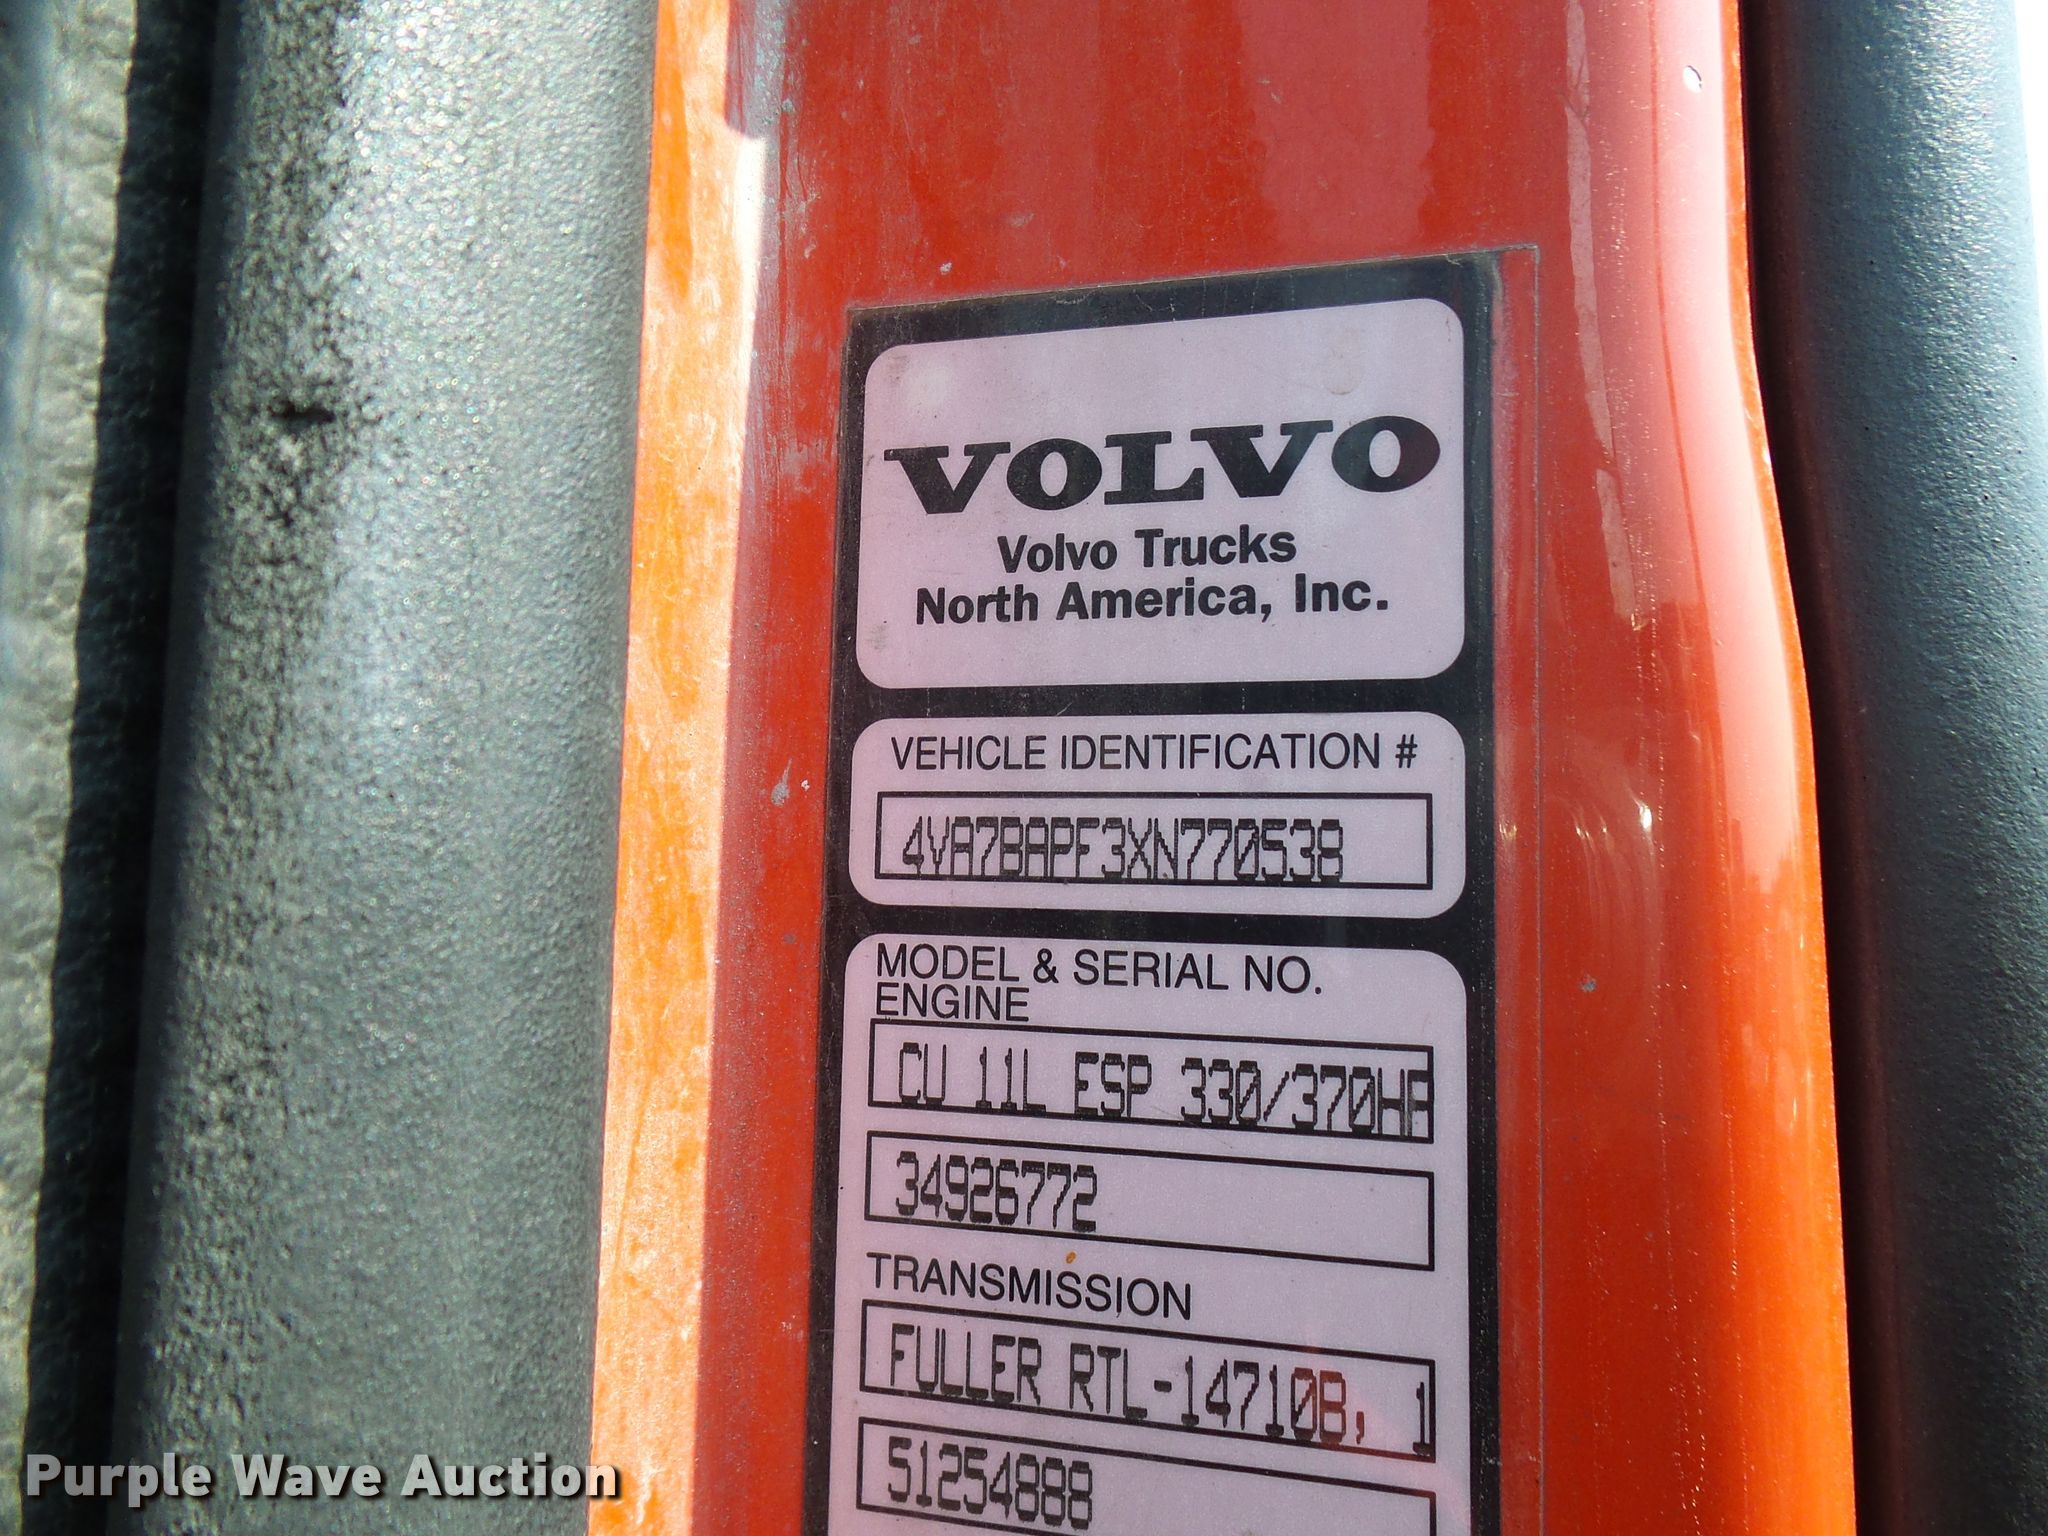 VOLVO
Volvo Trucks
North America, Inc.
VEHICLE IDENTIFICATION #
4VA7BAPF3XN770538
MODEL & SERIAL NO.
ENGINE
CU 11L ESP 330/370HP
34926772
TRANSMISSION
FULLER RTL-14710B, 1
51254888
Purple Wave Auction